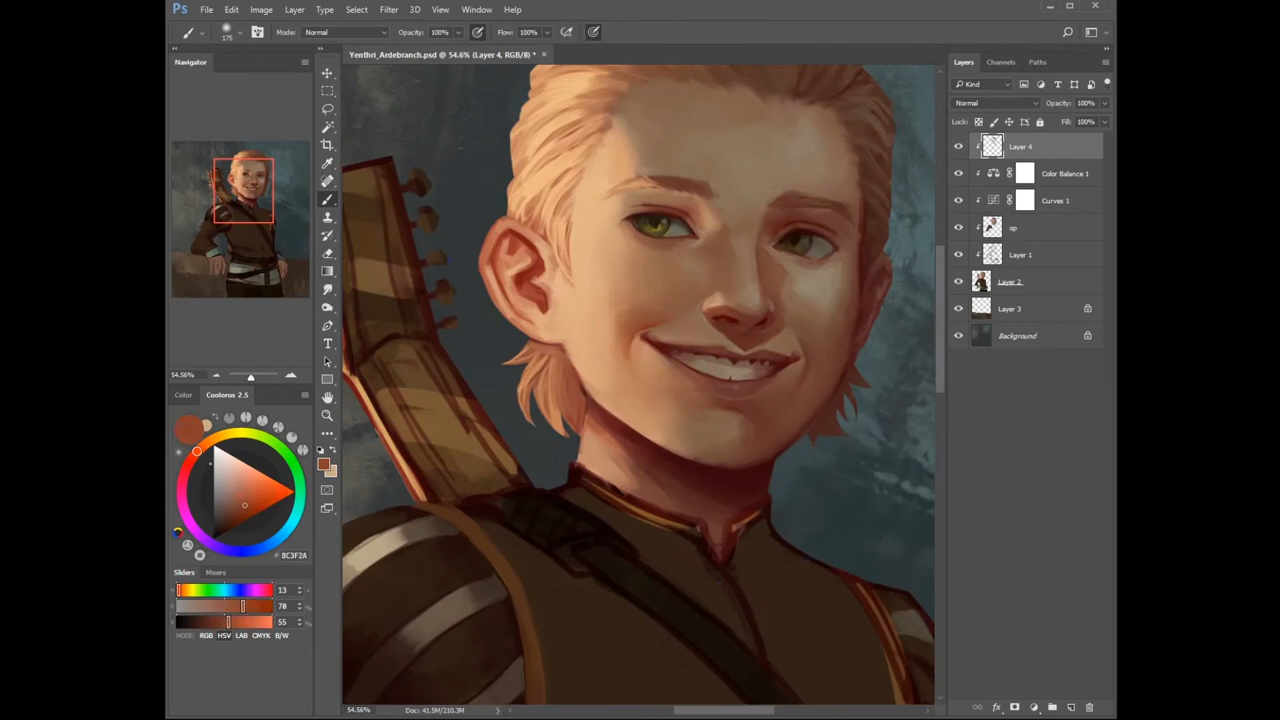 Ps File Edit Image Layer Type Select Filter 3D View Window Help
175 Mode: Normal Opacity: 100% Flow: 100%
Navigator
Yenthri_Ardebranch.psd @ 54.6% (Layer 4, RGB/8) *
Layers Channels Paths
Kind
Normal Opacity: 100%
Lock: Fill: 100%
Layer 4
Color Balance 1
Curves 1
op
Layer 1
Layer 2
Layer 3
Background
54.56%
Color Coolorus 2.5
BC3F2A
Sliders Mixers
13
70
55
MODE: RGB HSV LAB CMYK B/W
54.56% Doc: 41.5M/210.3M
fx